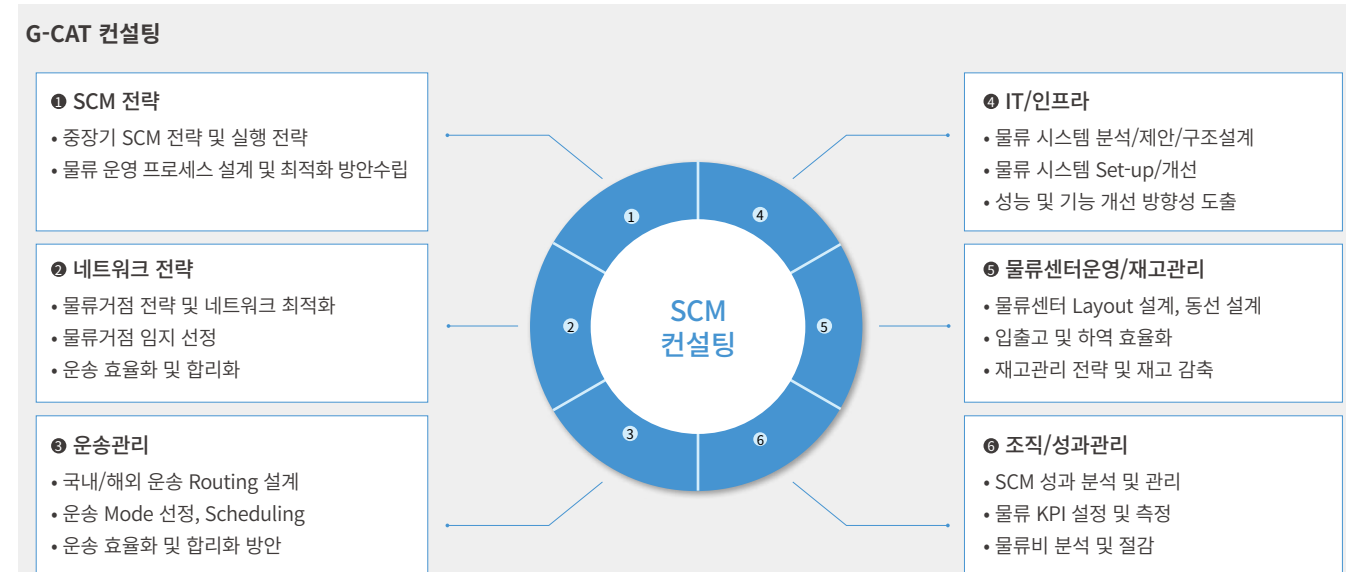 G-CAT 컨설팅
❶ SCM 전략
• 중장기 SCM 전략 및 실행 전략
• 물류 운영 프로세스 설계 및 최적화 방안수립
❷ 네트워크 전략
• 물류거점 전략 및 네트워크 최적화
• 물류거점 임지 선정
• 운송 효율화 및 합리화
❸ 운송관리
• 국내/해외 운송 Routing 설계
• 운송 Mode 선정, Scheduling
• 운송 효율화 및 합리화 방안
1
2
3
4
5
6
SCM
컨설팅
❹ IT/인프라
• 물류 시스템 분석/제안/구조설계
• 물류 시스템 Set-up/개선
• 성능 및 기능 개선 방향성 도출
❺ 물류센터운영/재고관리
• 물류센터 Layout 설계, 동선 설계
• 입출고 및 하역 효율화
• 재고관리 전략 및 재고 감축
❻ 조직/성과관리
• SCM 성과 분석 및 관리
• 물류 KPI 설정 및 측정
• 물류비 분석 및 절감